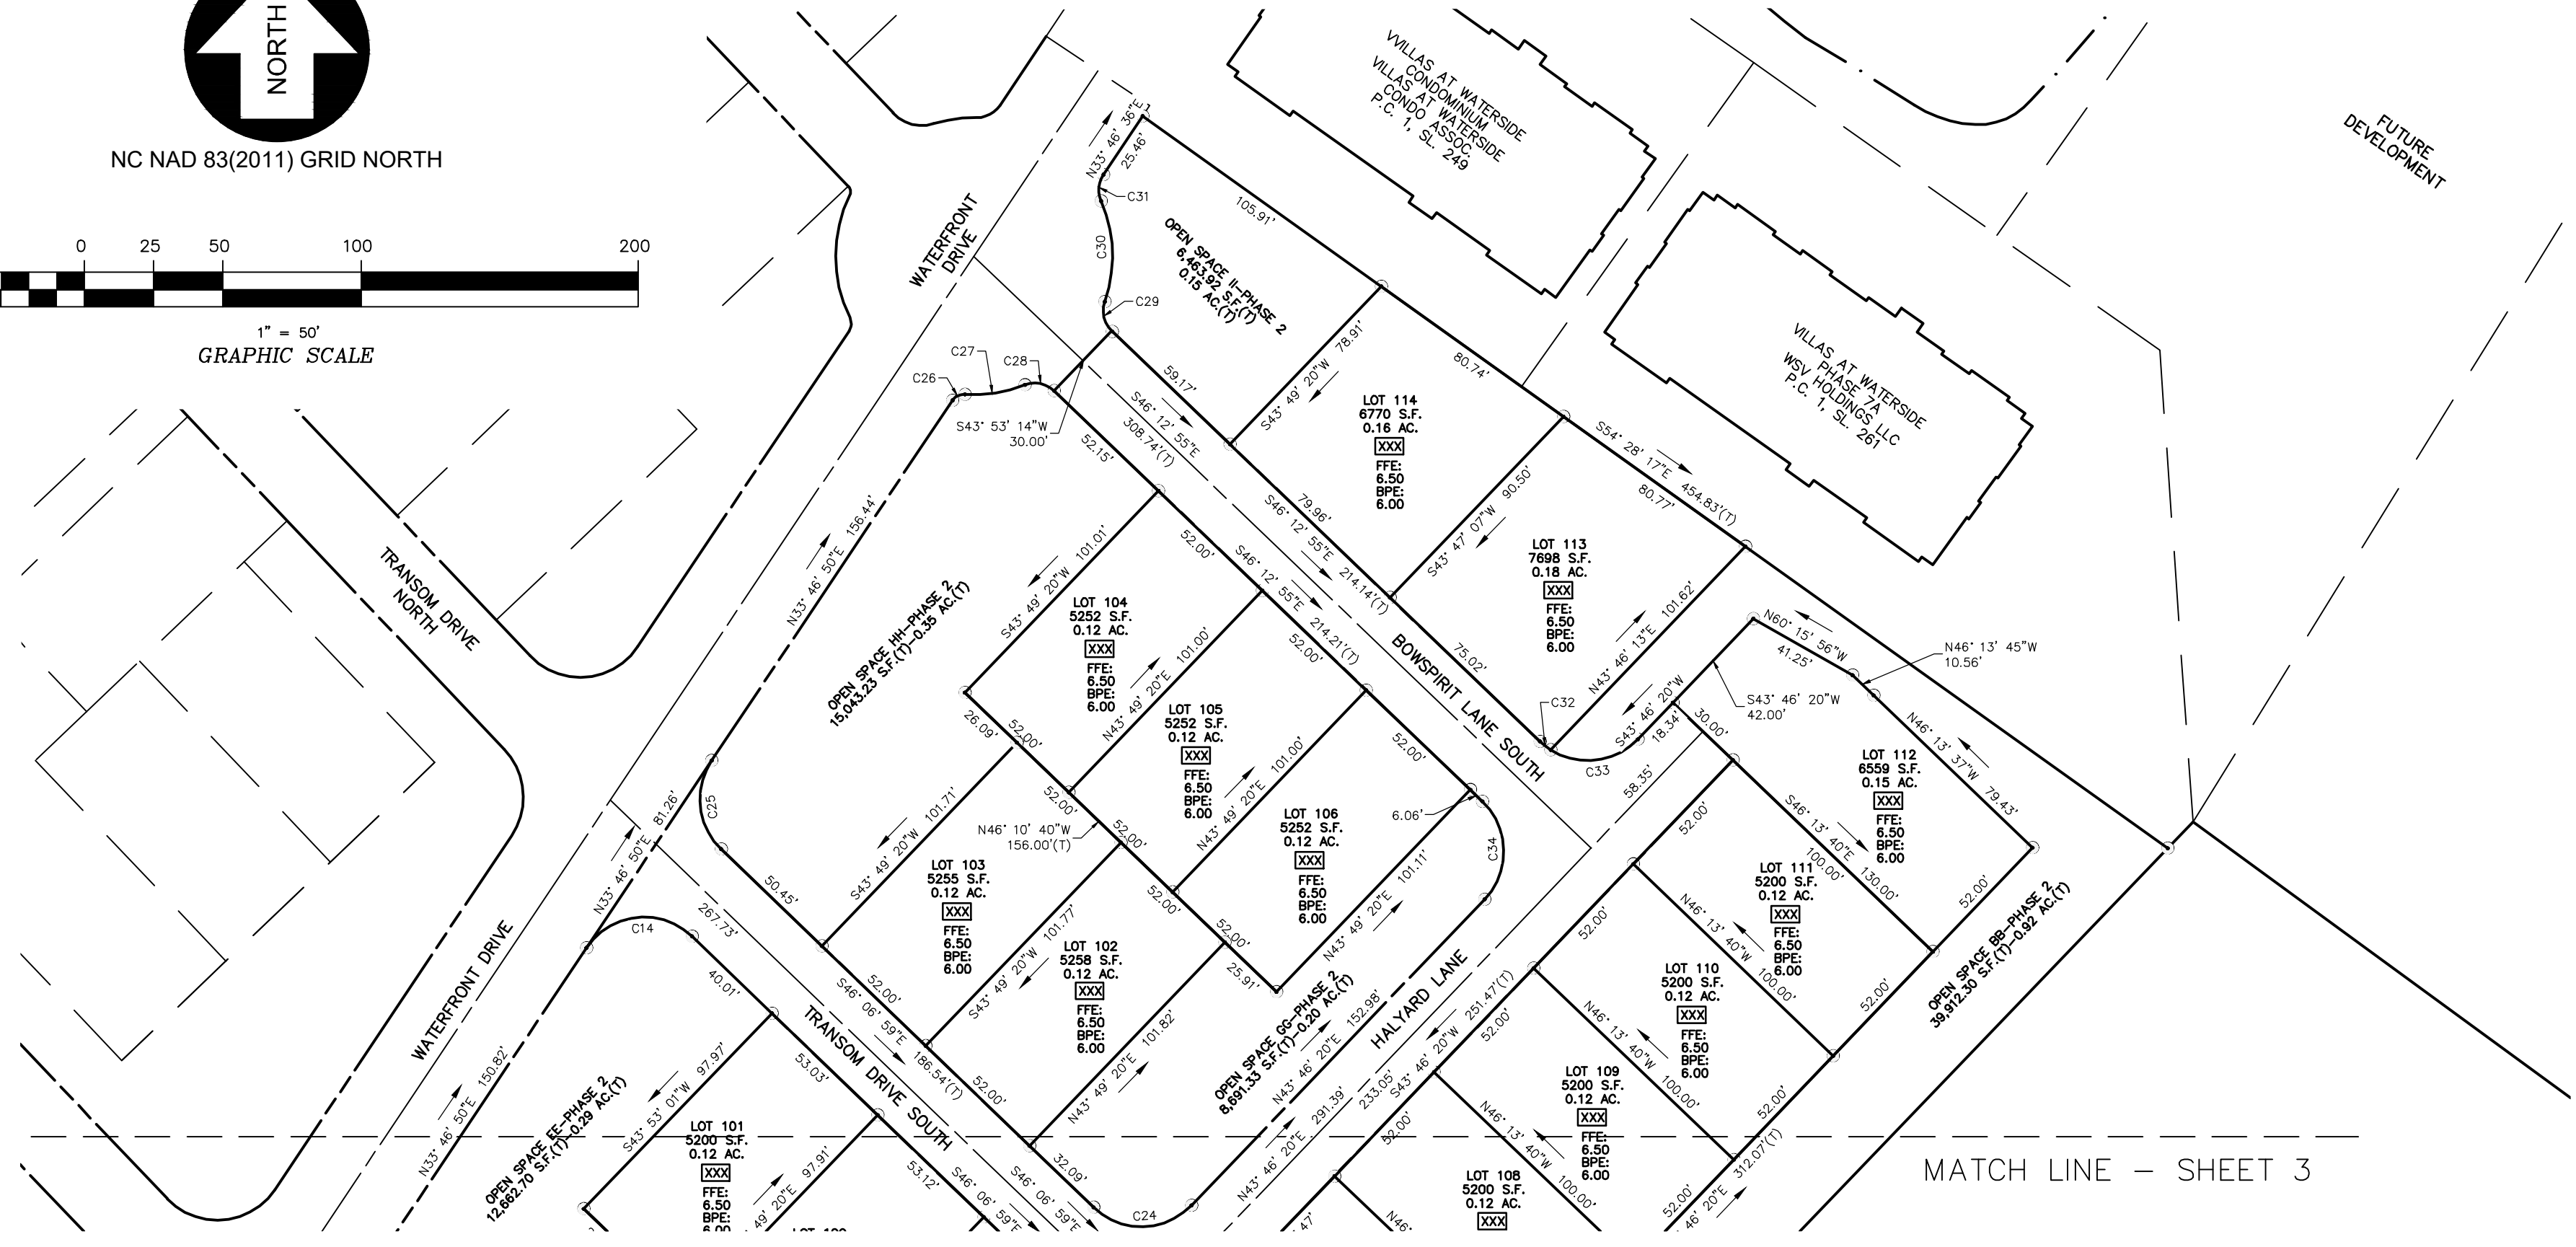 NORTH
NC NAD 83(2011) GRID NORTH
0 25 50 100 200
1" = 50'
GRAPHIC SCALE
VVILLAS AT WATERSIDE
CONDOMINIUM
VILLAS AT WATERSIDE
CONDO ASSOC.
P.C. 1, SL. 249
FUTURE
DEVELOPMENT
VILLAS AT WATERSIDE
PHASE 7A
WSV HOLDINGS LLC
P.C. 1, SL. 261
WATERFRONT
DRIVE
N33° 46' 36"E
25.46'
C31
C30
C29
105.91'
OPEN SPACE II-PHASE 2
6,463.92 S.F.(T)
0.15 AC.(T)
C26
C27
C28
S43° 53' 14"W
30.00'
59.17'
S46° 12' 55"E
308.74'(T)
52.15'
S43° 49' 20"W 78.91'
80.74'
LOT 114
6770 S.F.
0.16 AC.
XXX
FFE:
6.50
BPE:
6.00
79.96'
S46° 12' 55"E 214.14'(T)
S43° 47' 07"W 90.50'
S54° 28' 17"E 454.83'(T)
80.77'
LOT 113
7698 S.F.
0.18 AC.
XXX
FFE:
6.50
BPE:
6.00
75.02'
N43° 46' 13"E 101.62'
BOWSPIRIT LANE SOUTH
C32
C33
S43° 46' 20"W
18.34'
N60° 15' 56"W
41.25'
N46° 13' 45"W
10.56'
S43° 46' 20"W
42.00'
30.00'
58.35'
N46° 13' 37"W 79.43'
LOT 112
6559 S.F.
0.15 AC.
XXX
FFE:
6.50
BPE:
6.00
S46° 13' 40"E 130.00'
100.00'
52.00'
TRANSOM DRIVE
NORTH
N33° 46' 50"E 156.44'
OPEN SPACE HH-PHASE 2
15,043.23 S.F.(T)-0.35 AC.(T)
S43° 49' 20"W 101.01'
52.00'
S46° 12' 55"E 214.21'(T)
LOT 104
5252 S.F.
0.12 AC.
XXX
FFE:
6.50
BPE:
6.00
N43° 49' 20"E 101.00'
52.00'
LOT 105
5252 S.F.
0.12 AC.
XXX
FFE:
6.50
BPE:
6.00
N43° 49' 20"E 101.00'
52.00'
LOT 106
5252 S.F.
0.12 AC.
XXX
FFE:
6.50
BPE:
6.00
6.06'
C34
N43° 49' 20"E 101.11'
26.09'
52.00'
52.00'
52.00'
52.00'
52.00'
25.91'
N46° 10' 40"W
156.00'(T)
C25
N33° 46' 50"E 81.26'
50.45'
S43° 49' 20"W 101.71'
LOT 103
5255 S.F.
0.12 AC.
XXX
FFE:
6.50
BPE:
6.00
S43° 49' 20"W 101.77'
52.00'
LOT 102
5258 S.F.
0.12 AC.
XXX
FFE:
6.50
BPE:
6.00
N43° 49' 20"E 101.82'
52.00'
S46° 06' 59"E 186.54'(T)
267.73'
C14
40.01'
TRANSOM DRIVE SOUTH
32.09'
C24
OPEN SPACE GG-PHASE 2
8,691.33 S.F.(T)-0.20 AC.(T)
N43° 46' 20"E 152.98'
HALYARD LANE
N43° 46' 20"E 291.39'
233.05'
S43° 46' 20"W 251.47'(T)
52.00'
52.00'
52.00'
52.00'
LOT 111
5200 S.F.
0.12 AC.
XXX
FFE:
6.50
BPE:
6.00
N46° 13' 40"W 100.00'
52.00'
LOT 110
5200 S.F.
0.12 AC.
XXX
FFE:
6.50
BPE:
6.00
N46° 13' 40"W 100.00'
52.00'
LOT 109
5200 S.F.
0.12 AC.
XXX
FFE:
6.50
BPE:
6.00
N46° 13' 40"W 100.00'
52.00'
312.07'(T)
46' 20"E
LOT 108
5200 S.F.
XXX
N46°
47'
OPEN SPACE BB-PHASE 2
39,912.30 S.F.(T)-0.92 AC.(T)
WATERFRONT DRIVE
N33° 46' 50"E 150.82'
OPEN SPACE EE-PHASE 2
12,662.70 S.F.(T)-0.29 AC.(T)
S43° 53' 01"W 97.97'
53.03'
LOT 101
5200 S.F.
0.12 AC.
XXX
FFE:
6.50
BPE:
6.00
49' 20"E 97.91'
53.12'
S46° 06' 59"E
S46° 06' 59"E
MATCH LINE - SHEET 3